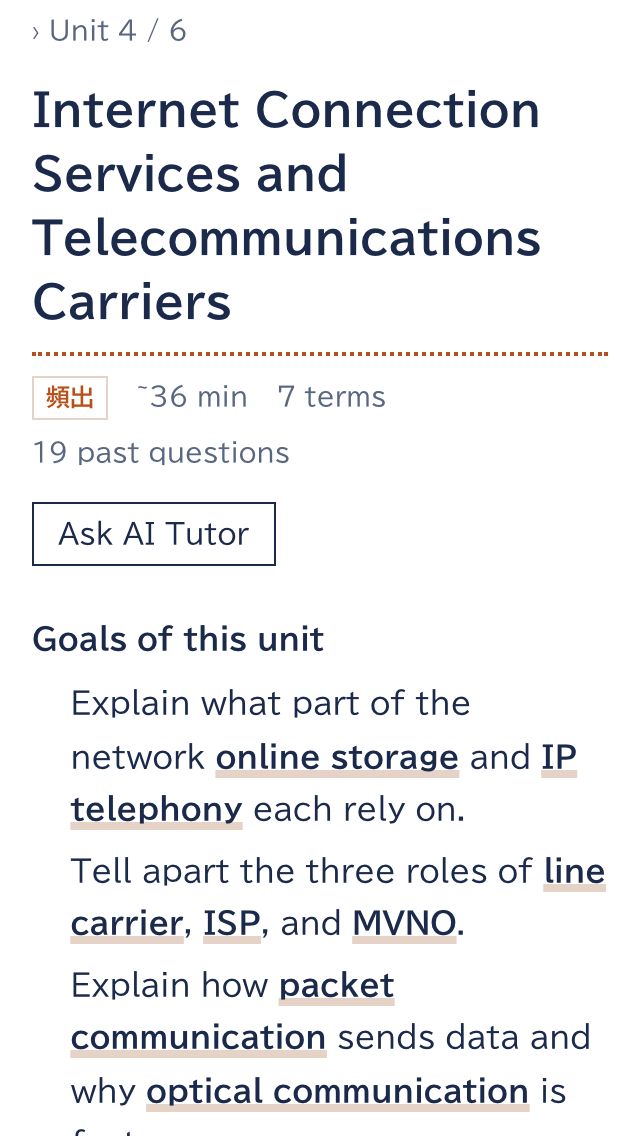 › Unit 4 / 6
Internet Connection
Services and
Telecommunications
Carriers
頻出 ~36 min 7 terms
19 past questions
Ask AI Tutor
Goals of this unit
Explain what part of the
network online storage and IP
telephony each rely on.
Tell apart the three roles of line
carrier, ISP, and MVNO.
Explain how packet
communication sends data and
why optical communication is